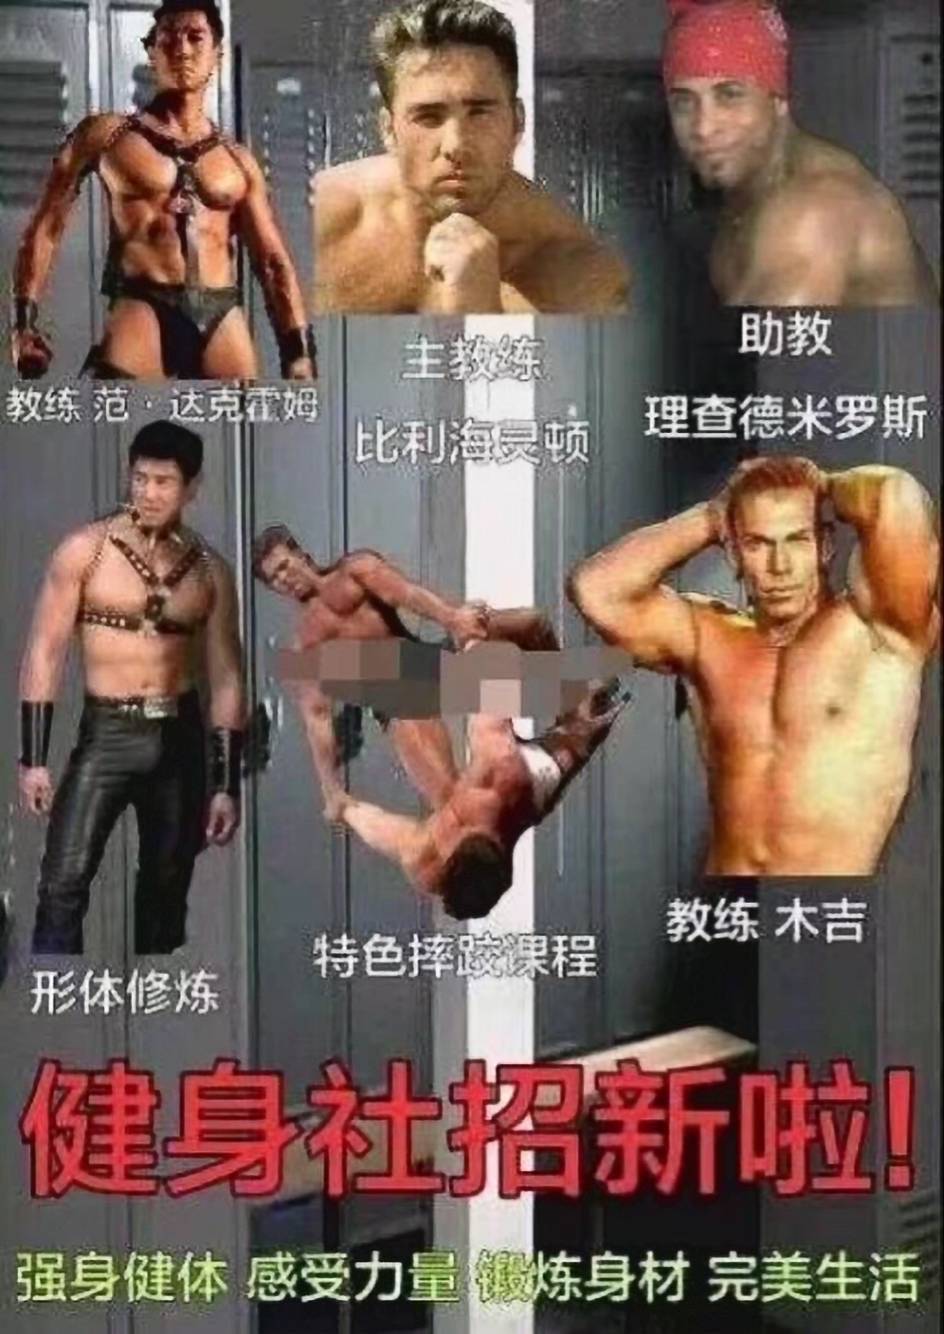 主教练
助教
教练 范·达克霍姆
比利海灵顿
理查德米罗斯
教练 木吉
特色摔跤课程
形体修炼
健身社招新啦!
强身健体 感受力量 锻炼身材 完美生活